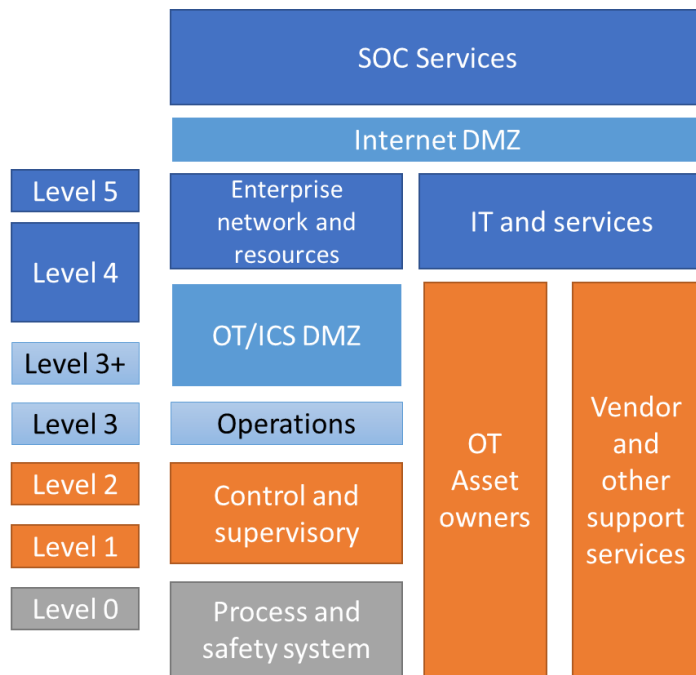 SOC Services
Internet DMZ
Level 5
Level 4
Level 3+
Level 3
Level 2
Level 1
Level 0
Enterprise
network and
resources
IT and services
OT/ICS DMZ
Operations
Control and
supervisory
Process and
safety system
OT
Asset
owners
Vendor
and
other
support
services